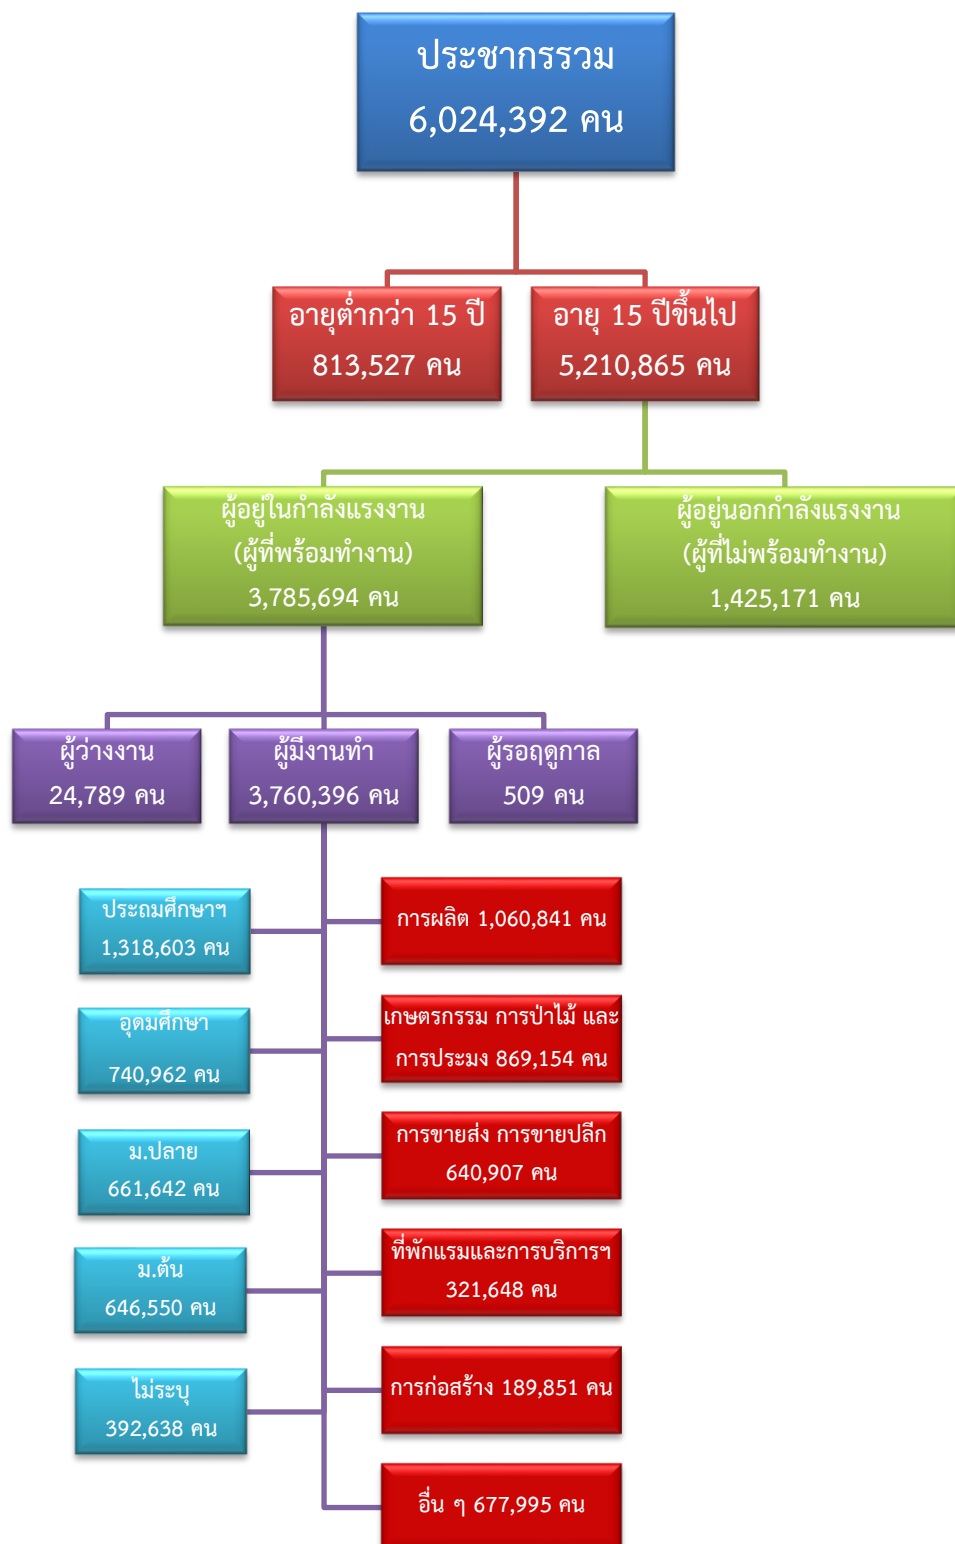 ประชากรรวม
6,024,392 คน
อายุต่ำกว่า 15 ปี
813,527 คน
อายุ 15 ปีขึ้นไป
5,210,865 คน
ผู้อยู่ในกำลังแรงงาน
(ผู้ที่พร้อมทำงาน)
3,785,694 คน
ผู้อยู่นอกกำลังแรงงาน
(ผู้ที่ไม่พร้อมทำงาน)
1,425,171 คน
ผู้ว่างงาน
24,789 คน
ผู้มีงานทำ
3,760,396 คน
ผู้รอฤดูกาล
509 คน
ประถมศึกษาฯ
1,318,603 คน
อุดมศึกษา
740,962 คน
ม.ปลาย
661,642 คน
ม.ต้น
646,550 คน
ไม่ระบุ
392,638 คน
การผลิต 1,060,841 คน
เกษตรกรรม การป่าไม้ และ
การประมง 869,154 คน
การขายส่ง การขายปลีก
640,907 คน
ที่พักแรมและการบริการฯ
321,648 คน
การก่อสร้าง 189,851 คน
อื่น ๆ 677,995 คน